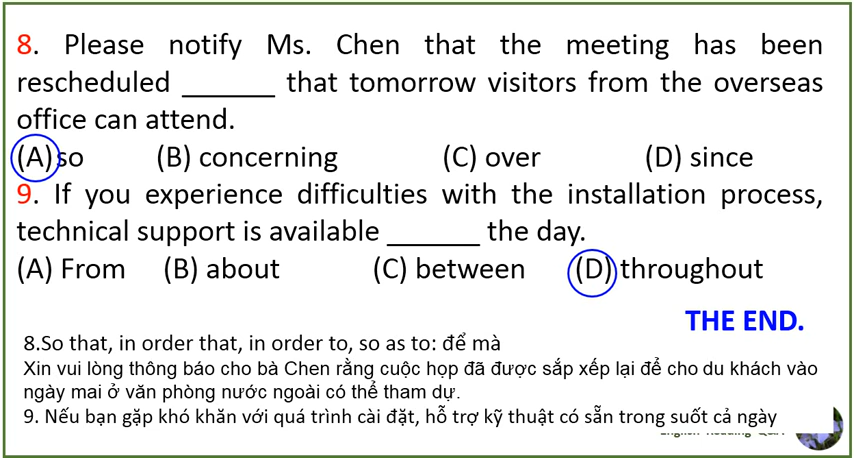 8. Please notify Ms. Chen that the meeting has been
rescheduled _______ that tomorrow visitors from the overseas
office can attend.
(A) so (B) concerning (C) over (D) since
9. If you experience difficulties with the installation process,
technical support is available _______ the day.
(A) From (B) about (C) between (D) throughout
THE END.
8.So that, in order that, in order to, so as to: để mà
Xin vui lòng thông báo cho bà Chen rằng cuộc họp đã được sắp xếp lại để cho du khách vào
ngày mai ở văn phòng nước ngoài có thể tham dự.
9. Nếu bạn gặp khó khăn với quá trình cài đặt, hỗ trợ kỹ thuật có sẵn trong suốt cả ngày